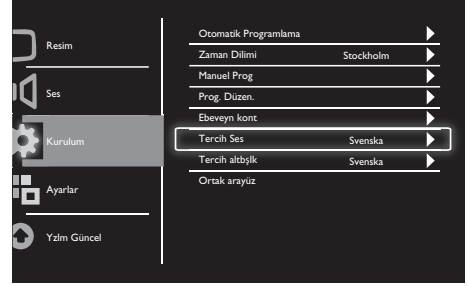 Resim
Ses
Kurulum
Ayarlar
Yzlm Güncel
Otomatik Programlama
Zaman Dilimi Stockholm
Manuel Prog
Prog. Düzen.
Ebeveyn kont
Tercih Ses Svenska
Tercih altbşlk Svenska
Ortak arayüz